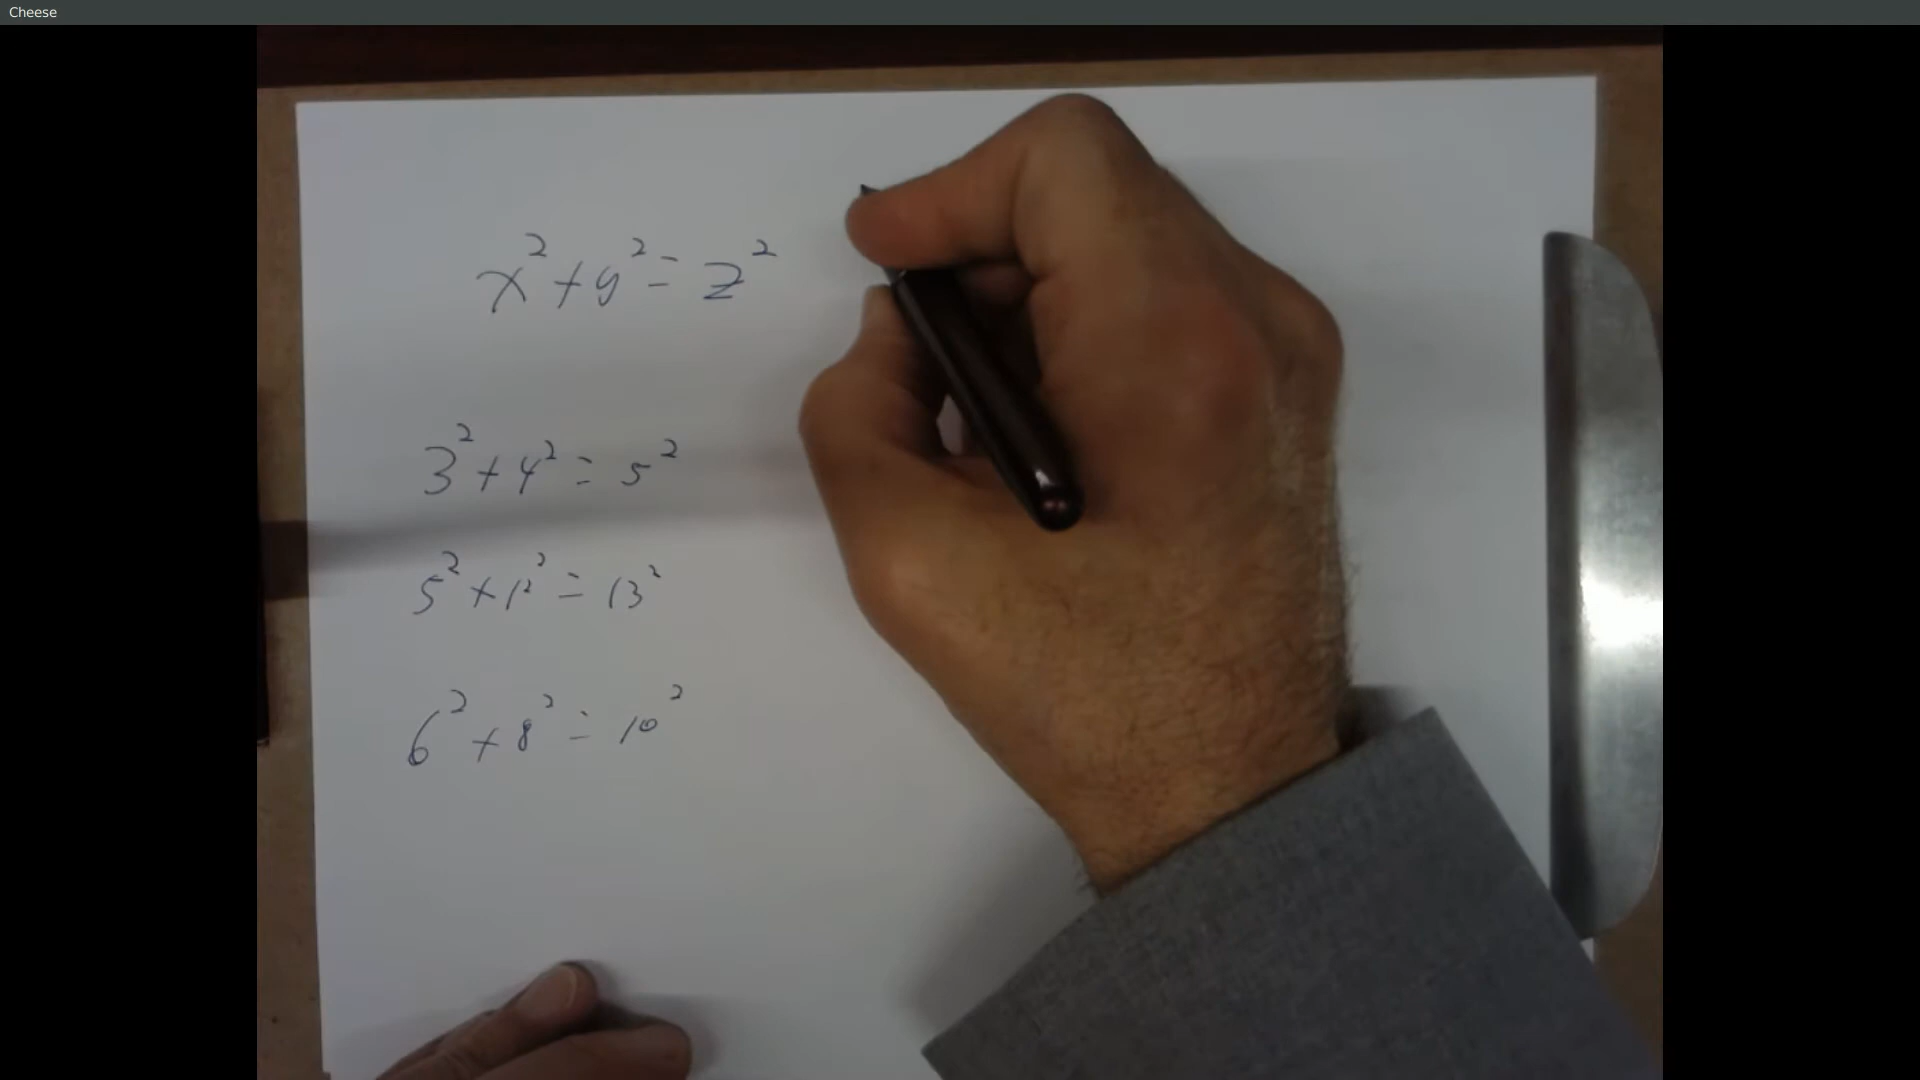 Cheese
x² + y² = z²
3² + 4² = 5²
5² + 12² = 13²
6² + 8² = 10²